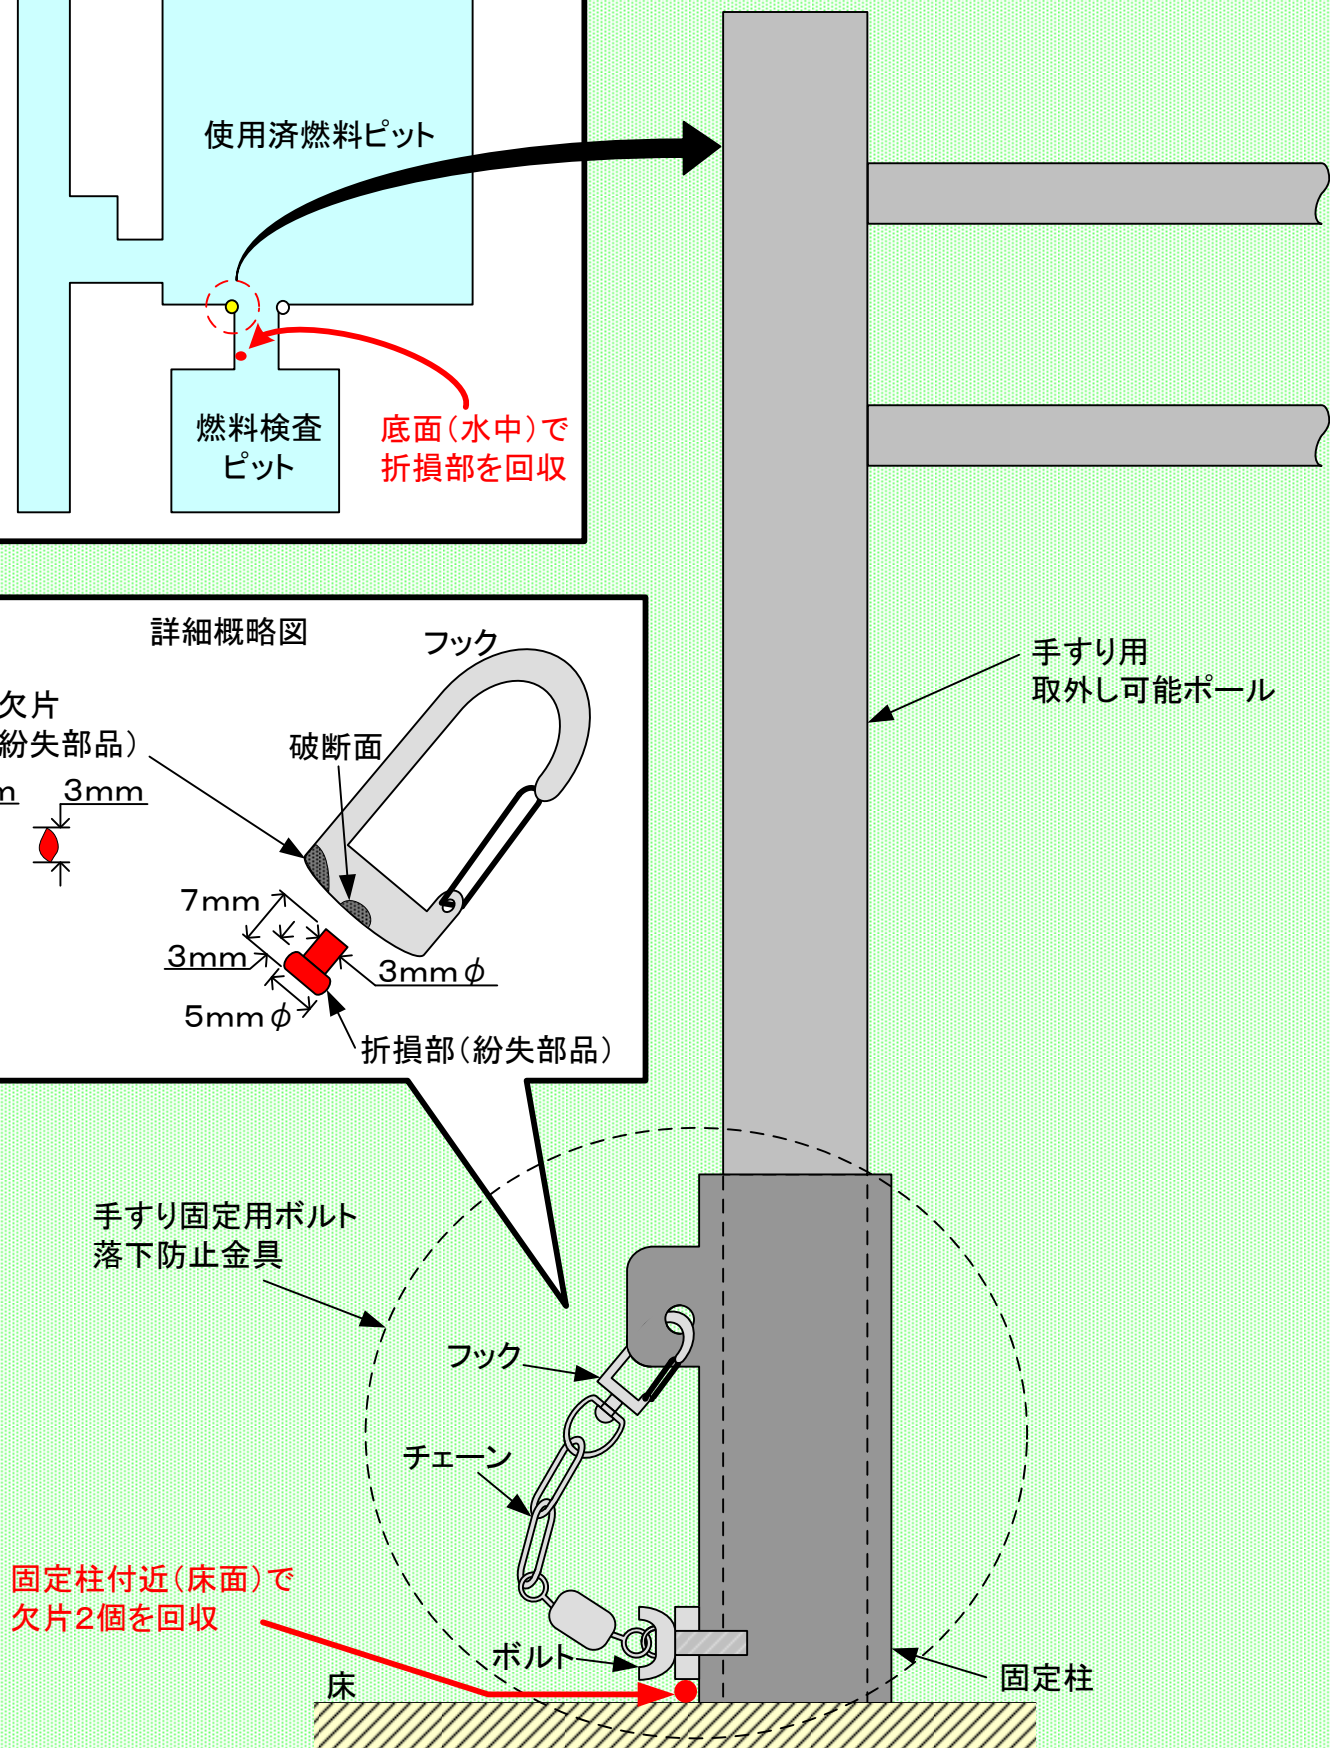 使用済燃料ピット
燃料検査
ピット
底面(水中)で
折損部を回収
詳細概略図
フック
欠片
紛失部品)
破断面
m
3mm
7mm
3mm
3mmφ
5mmφ
折損部(紛失部品)
手すり用
取外し可能ポール
手すり固定用ボルト
落下防止金具
フック
チェーン
固定柱付近(床面)で
欠片2個を回収
ボルト
床
固定柱